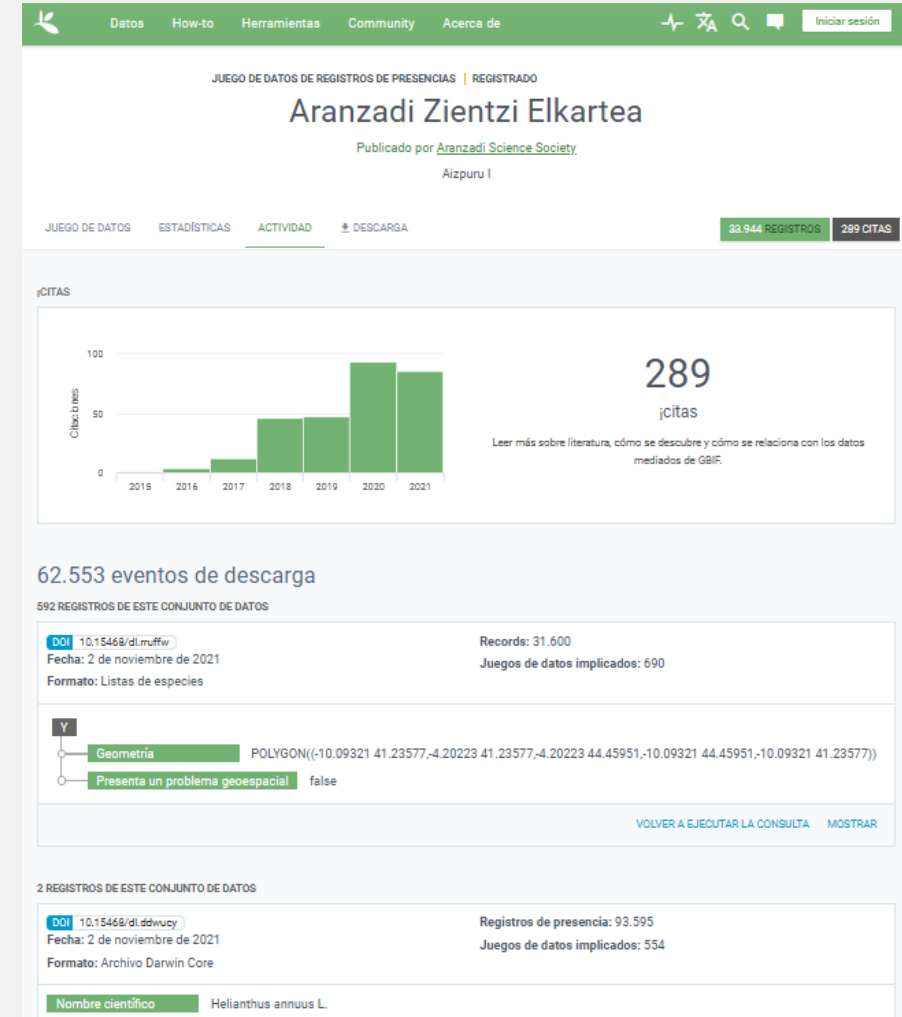 Datos How-to Herramientas Community Acerca de Iniciar sesión
JUEGO DE DATOS DE REGISTROS DE PRESENCIAS | REGISTRADO
Aranzadi Zientzi Elkartea
Publicado por Aranzadi Science Society
Aizpuru I
JUEGO DE DATOS ESTADÍSTICAS ACTIVIDAD DESCARGA 33.944 REGISTROS 289 CITAS
¡CITAS
100
50
0
Citaciones
2015 2016 2017 2018 2019 2020 2021
289
¡citas
Leer más sobre literatura, cómo se descubre y cómo se relaciona con los datos
mediados de GBIF.
62.553 eventos de descarga
592 REGISTROS DE ESTE CONJUNTO DE DATOS
DOI 10.15468/dl.rruffw
Records: 31.600
Fecha: 2 de noviembre de 2021
Juegos de datos implicados: 690
Formato: Listas de especies
Y
Geometría POLYGON((-10.09321 41.23577,-4.20223 41.23577,-4.20223 44.45951,-10.09321 44.45951,-10.09321 41.23577))
Presenta un problema geoespacial false
VOLVER A EJECUTAR LA CONSULTA MOSTRAR
2 REGISTROS DE ESTE CONJUNTO DE DATOS
DOI 10.15468/dl.ddwucy
Registros de presencia: 93.595
Fecha: 2 de noviembre de 2021
Juegos de datos implicados: 554
Formato: Archivo Darwin Core
Nombre científico Helianthus annuus L.